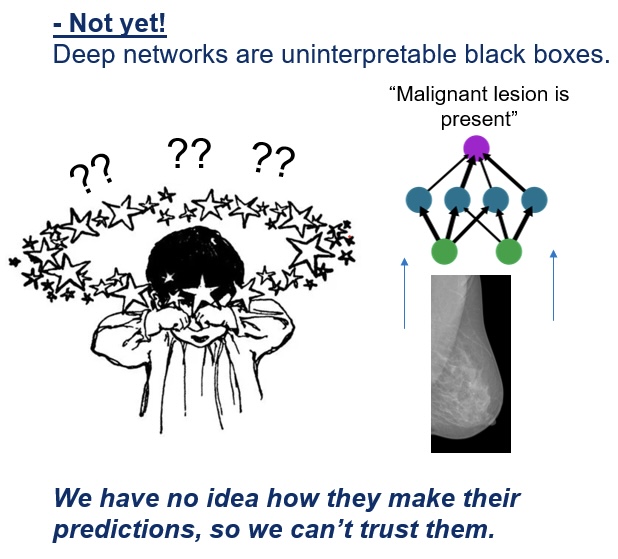 - Not yet!
Deep networks are uninterpretable black boxes.
“Malignant lesion is
present”
?? ?? ??
We have no idea how they make their
predictions, so we can’t trust them.